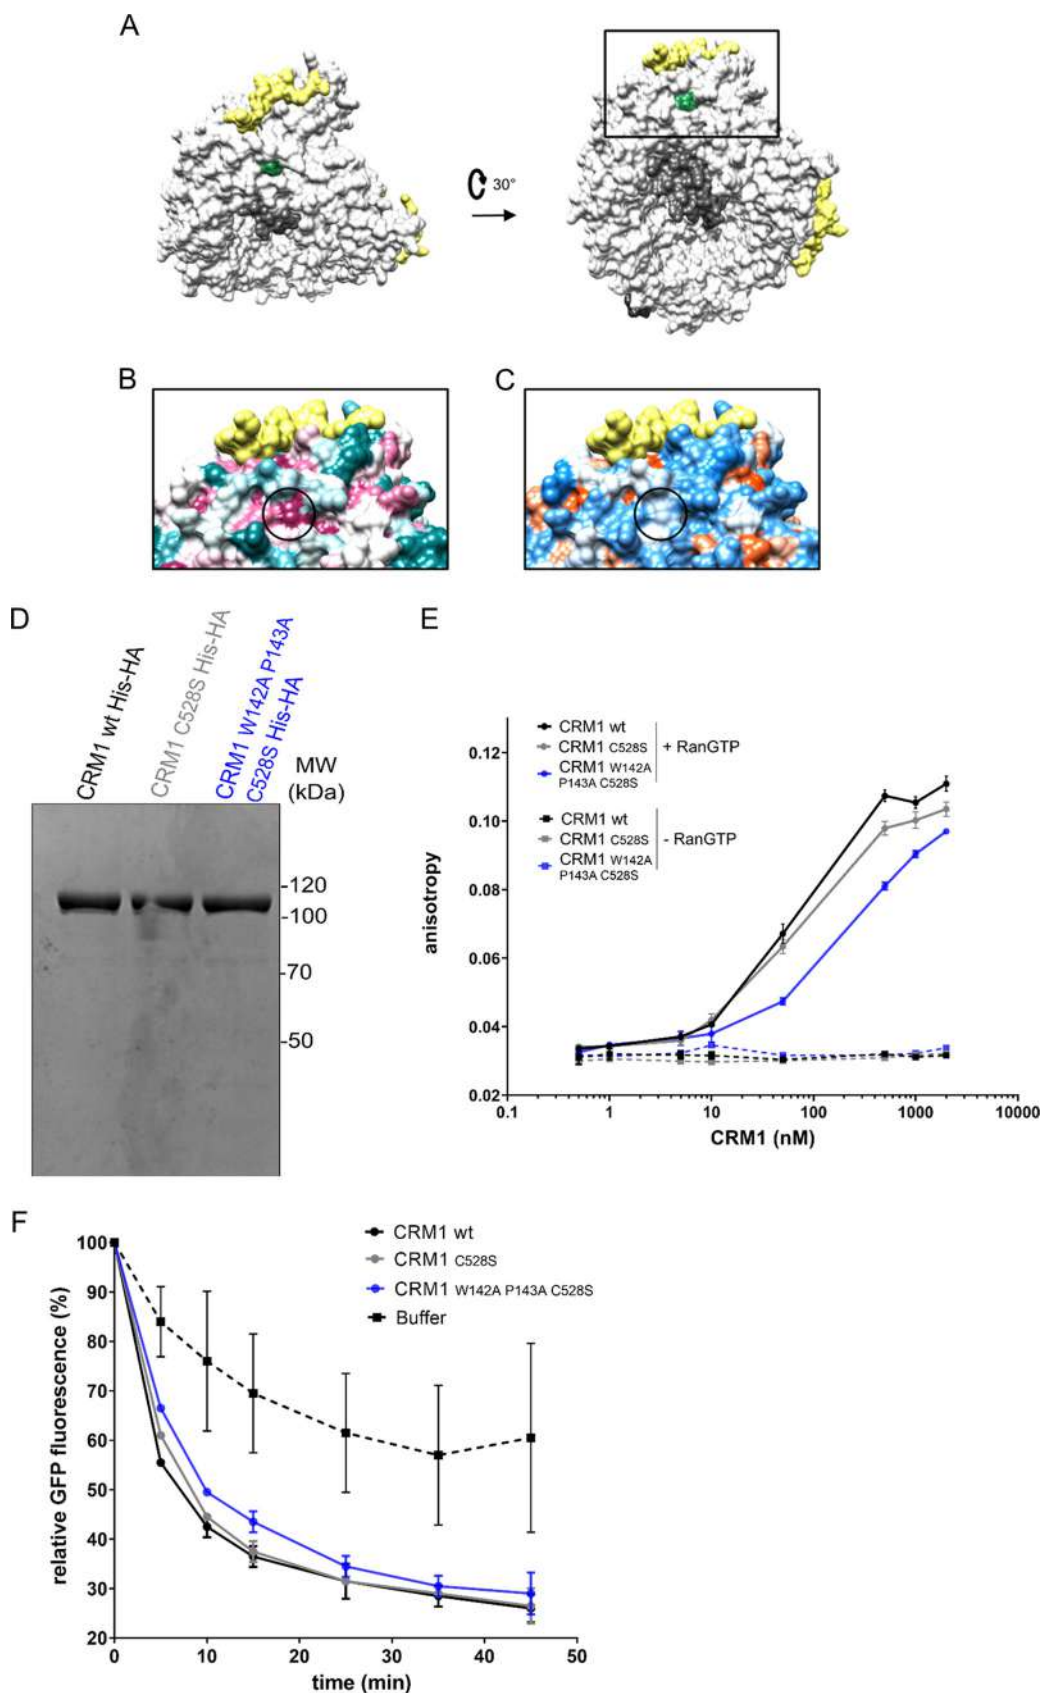 A
30°
B
C
D
CRM1 wt His-HA
CRM1 C528S His-HA
CRM1 W142A P143A
C528S His-HA
MW
(kDa)
-120
-100
-70
-50
E
CRM1 wt
CRM1 C528S
CRM1 W142A
P143A C528S
+ RanGTP
CRM1 wt
CRM1 C528S
CRM1 W142A
P143A C528S
- RanGTP
anisotropy
0.12
0.10
0.08
0.06
0.04
0.02
0.1
1
10
100
1000
10000
CRM1 (nM)
F
CRM1 wt
CRM1 C528S
CRM1 W142A P143A C528S
Buffer
relative GFP fluorescence (%)
100
90
80
70
60
50
40
30
20
0
10
20
30
40
50
time (min)